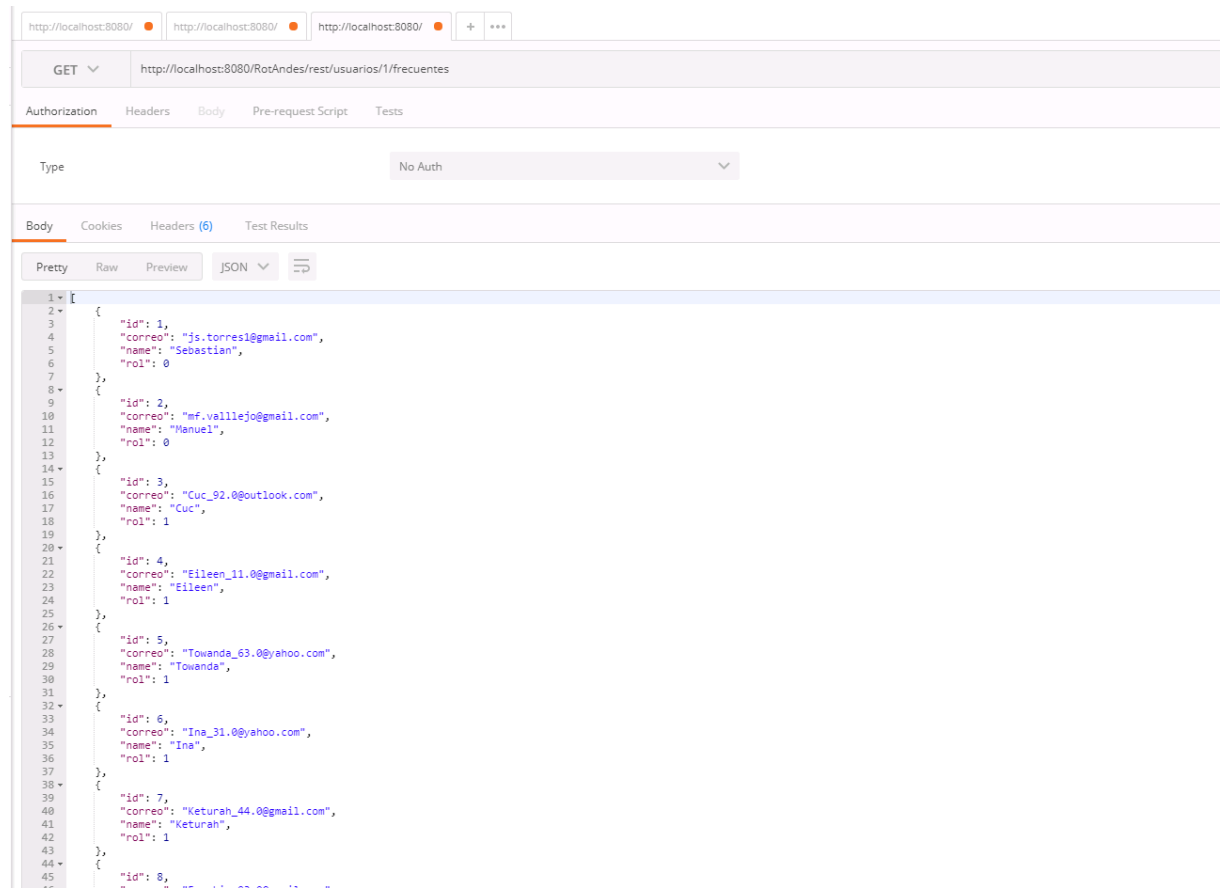 http://localhost:8080/ http://localhost:8080/ http://localhost:8080/ + •••
GET http://localhost:8080/RotAndes/rest/usuarios/1/frecuentes
Authorization Headers Body Pre-request Script Tests
Type No Auth
Body Cookies Headers (6) Test Results
Pretty Raw Preview JSON
1 [
2 {
3 "id": 1,
4 "correo": "js.torres1@gmail.com",
5 "name": "Sebastian",
6 "rol": 0
7 },
8 {
9 "id": 2,
10 "correo": "mf.valllejo@gmail.com",
11 "name": "Manuel",
12 "rol": 0
13 },
14 {
15 "id": 3,
16 "correo": "Cuc_92.0@outlook.com",
17 "name": "Cuc",
18 "rol": 1
19 },
20 {
21 "id": 4,
22 "correo": "Eileen_11.0@gmail.com",
23 "name": "Eileen",
24 "rol": 1
25 },
26 {
27 "id": 5,
28 "correo": "Towanda_63.0@yahoo.com",
29 "name": "Towanda",
30 "rol": 1
31 },
32 {
33 "id": 6,
34 "correo": "Ina_31.0@yahoo.com",
35 "name": "Ina",
36 "rol": 1
37 },
38 {
39 "id": 7,
40 "correo": "Keturah_44.0@gmail.com",
41 "name": "Keturah",
42 "rol": 1
43 },
44 {
45 "id": 8,